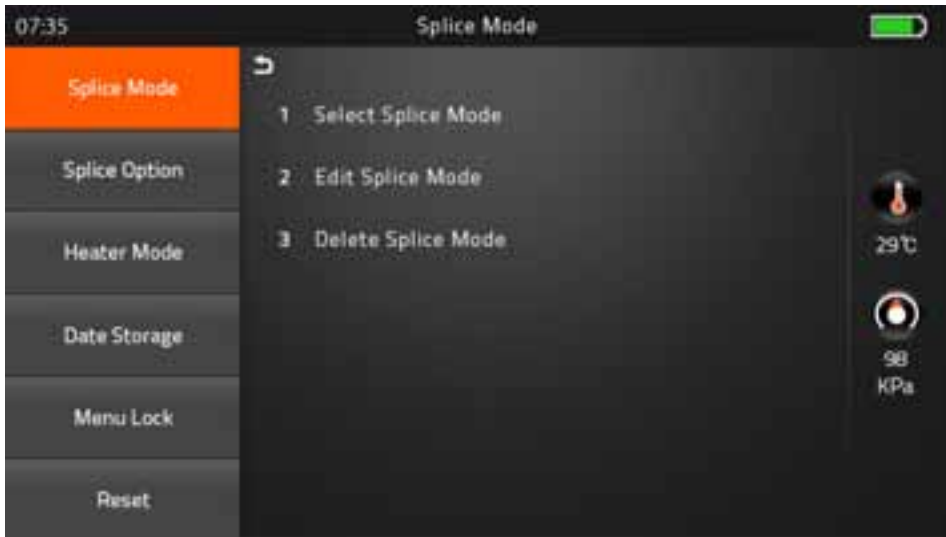 07:35
Splice Mode
Splice Mode
Splice Option
Heater Mode
Date Storage
Menu Lock
Reset
1 Select Splice Mode
2 Edit Splice Mode
3 Delete Splice Mode
29℃
98
KPa